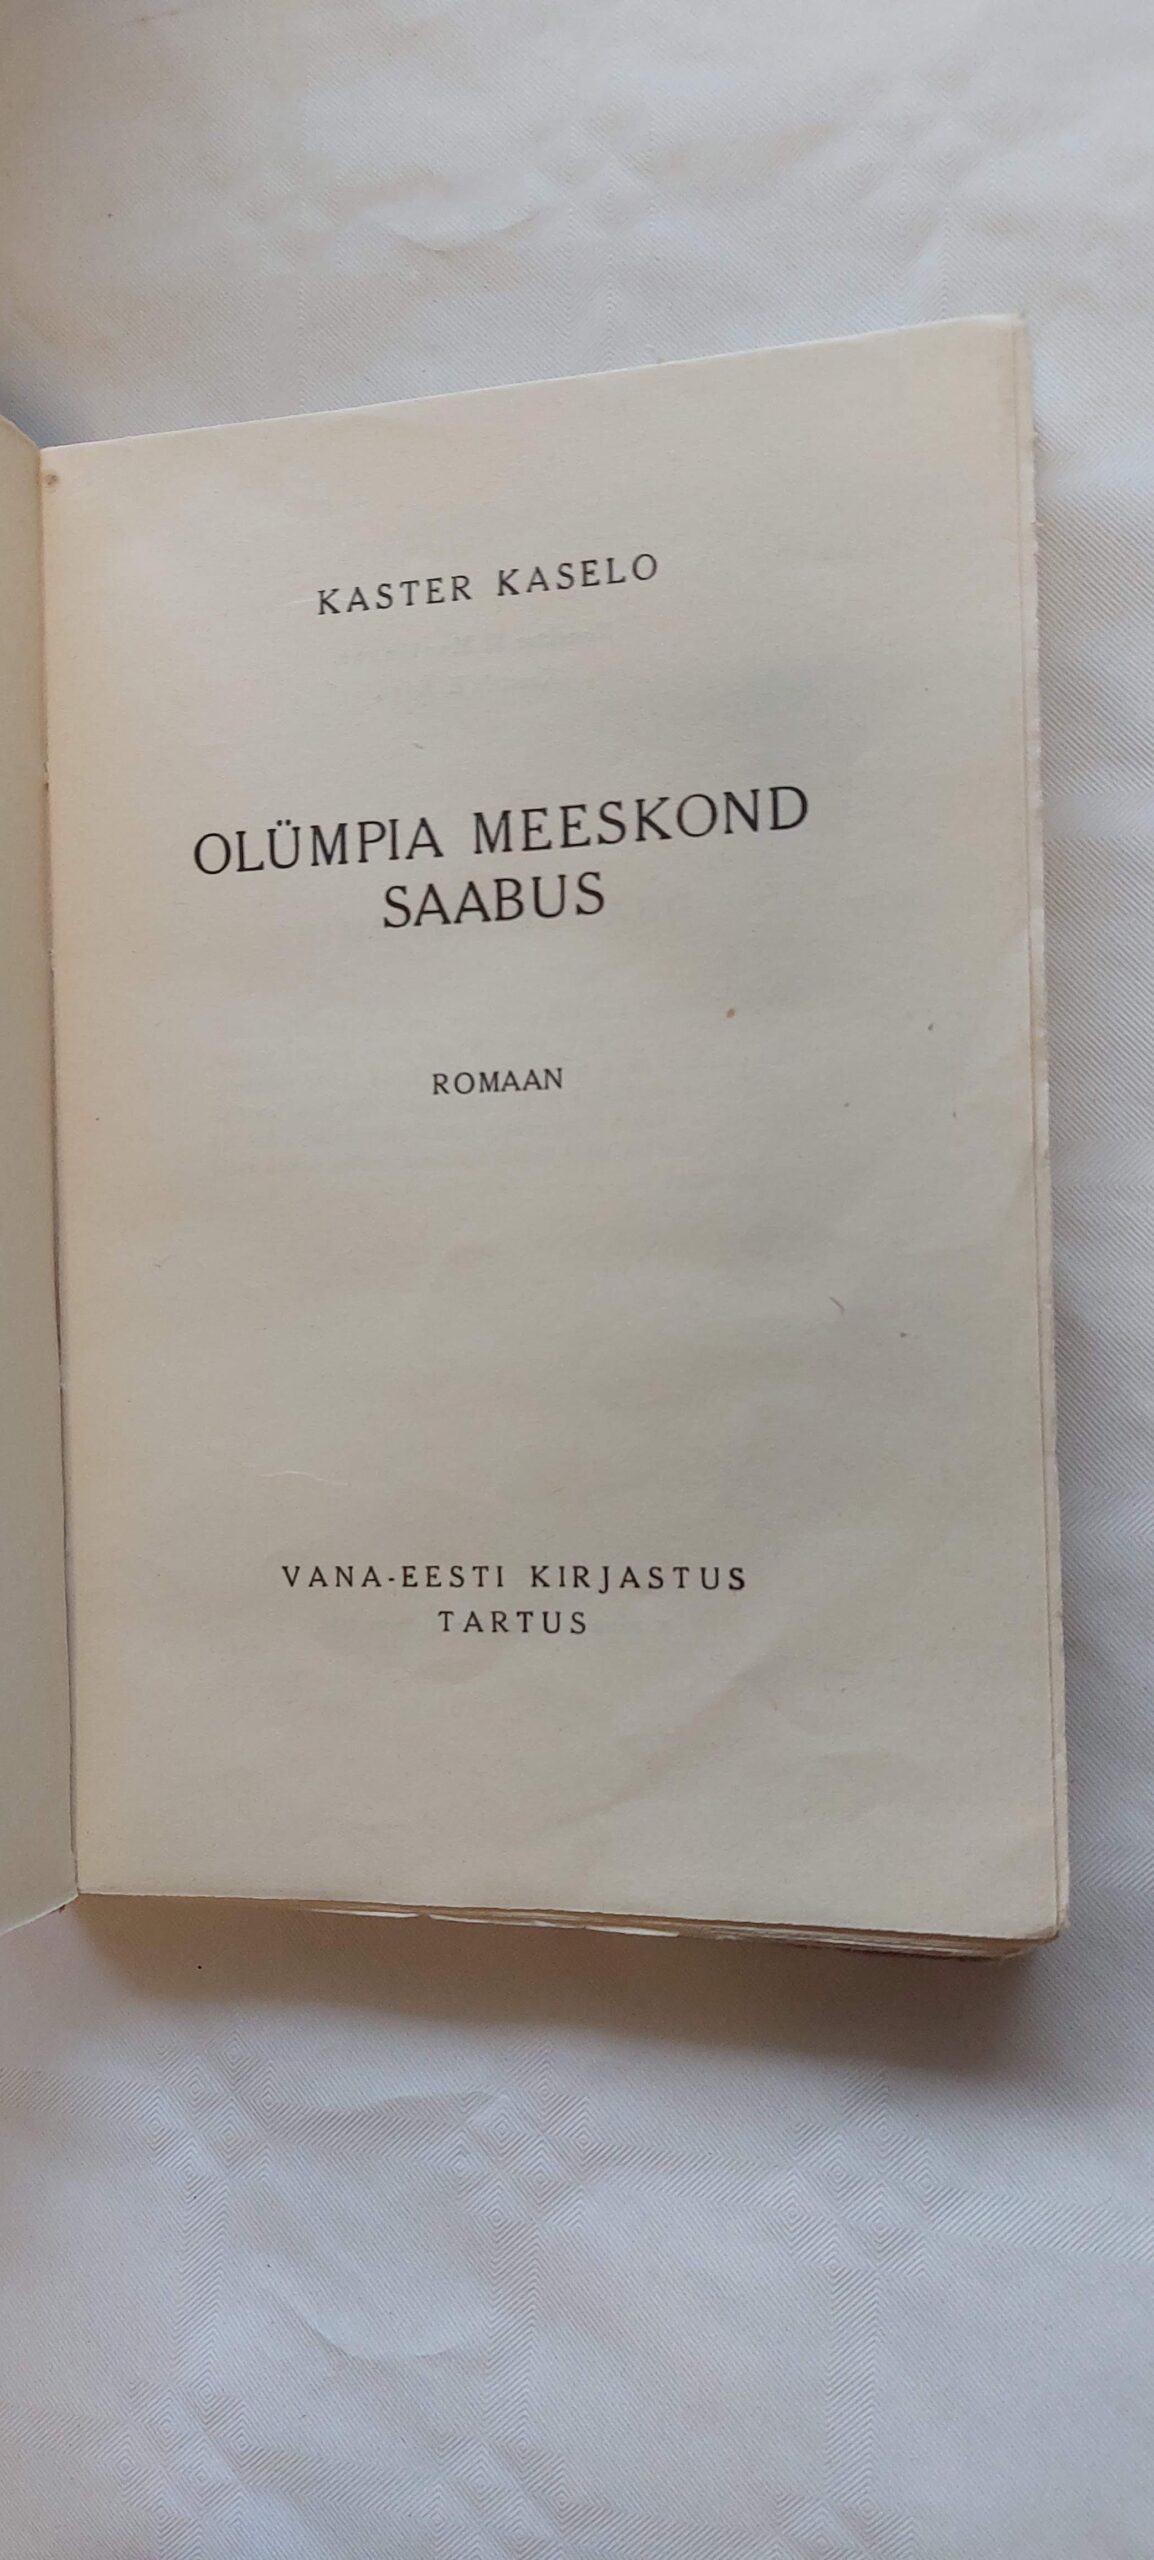 KASTER KASELO
OLÜMPIA MEESKOND
SAABUS
ROMAAN
VANA-EESTI KIRJASTUS
TARTUS